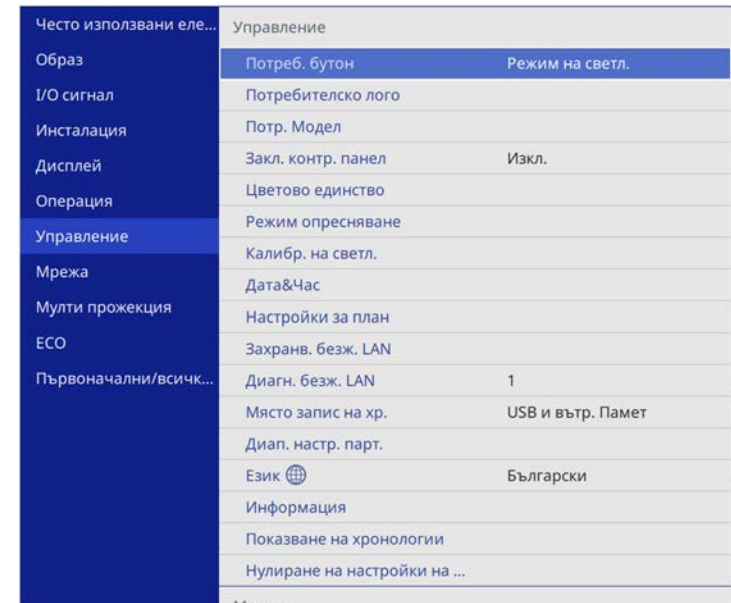 Често използвани еле...
Образ
I/O сигнал
Инсталация
Дисплей
Операция
Управление
Мрежа
Мулти прожекция
ECO
Първоначални/всичк...
Управление
Потреб. бутон Режим на светл.
Потребителско лого
Потр. Модел
Закл. контр. панел Изкл.
Цветово единство
Режим опресняване
Калибр. на светл.
Дата&Час
Настройки за план
Захранв. безж. LAN
Диагн. безж. LAN 1
Място запис на хр. USB и вътр. Памет
Диап. настр. парт.
Език Български
Информация
Показване на хронологии
Нулиране на настройки на ...